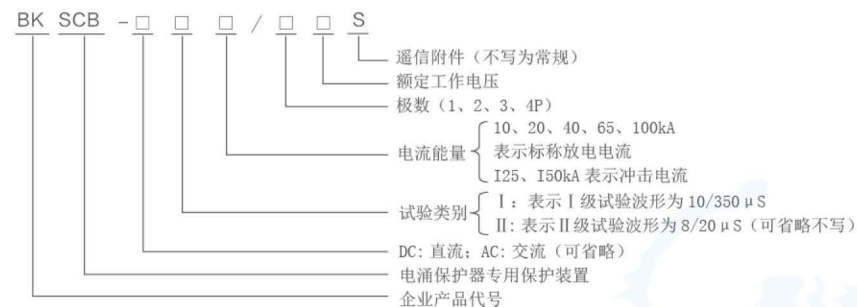 BK SCB -□ □ □ / □ □ S
遥信附件（不写为常规）
额定工作电压
极数（1、2、3、4P）
10、20、40、65、100kA
电流能量 表示标称放电电流
I25、I50kA 表示冲击电流
Ⅰ：表示Ⅰ级试验波形为 10/350μS
试验类别
Ⅱ：表示Ⅱ级试验波形为 8/20μS（可省略不写）
DC：直流；AC：交流（可省略）
电涌保护器专用保护装置
企业产品代号